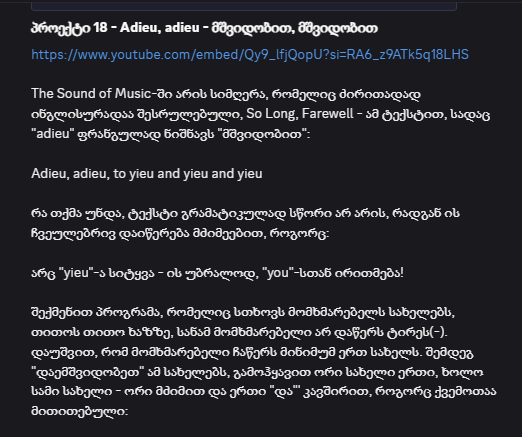 პროექტი 18 - Adieu, adieu - მშვიდობით, მშვიდობით
https://www.youtube.com/embed/Qy9_lfjQopU?si=RA6_z9ATk5q18LHS
The Sound of Music-ში არის სიმღერა, რომელიც ძირითადად
ინგლისურადაა შესრულებული, So Long, Farewell - ამ ტექსტით, სადაც
"adieu" ფრანგულად ნიშნავს "მშვიდობით":
Adieu, adieu, to yieu and yieu and yieu
რა თქმა უნდა, ტექსტი გრამატიკულად სწორი არ არის, რადგან ის
ჩვეულებრივ დაიწერება მძიმეებით, როგორც:
არც "yieu"-ა სიტყვა - ის უბრალოდ, "you"-სთან ირითმება!
შექმენით პროგრამა, რომელიც სთხოვს მომხმარებელს სახელებს,
თითოს თითო ხაზზე, სანამ მომხმარებელი არ დაწერს ტირეს(-).
დაუშვით, რომ მომხმარებელი ჩაწერს მინიმუმ ერთ სახელს. შემდეგ
"დაემშვიდობეთ" ამ სახელებს, გამოჰყავით ორი სახელი ერთი, ხოლო
სამი სახელი - ორი მძიმით და ერთი "და"' კავშირით, როგორც ქვემოთაა
მითითებული: